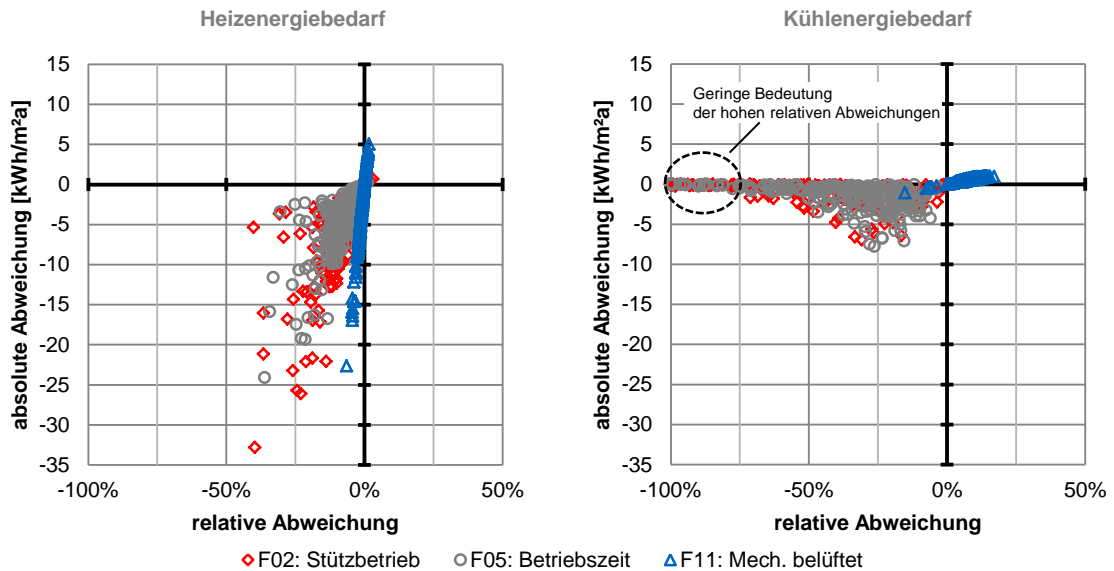 Heizenergiebedarf
absolute Abweichung [kWh/m²a]
15
10
5
0
-5
-10
-15
-20
-25
-30
-35
-100%
-50%
0%
50%
relative Abweichung
Kühlenergiebedarf
absolute Abweichung [kWh/m²a]
15
10
5
0
-5
-10
-15
-20
-25
-30
-35
Geringe Bedeutung
der hohen relativen Abweichungen
-100%
-50%
0%
50%
relative Abweichung
F02: Stützbetrieb
F05: Betriebszeit
F11: Mech. belüftet